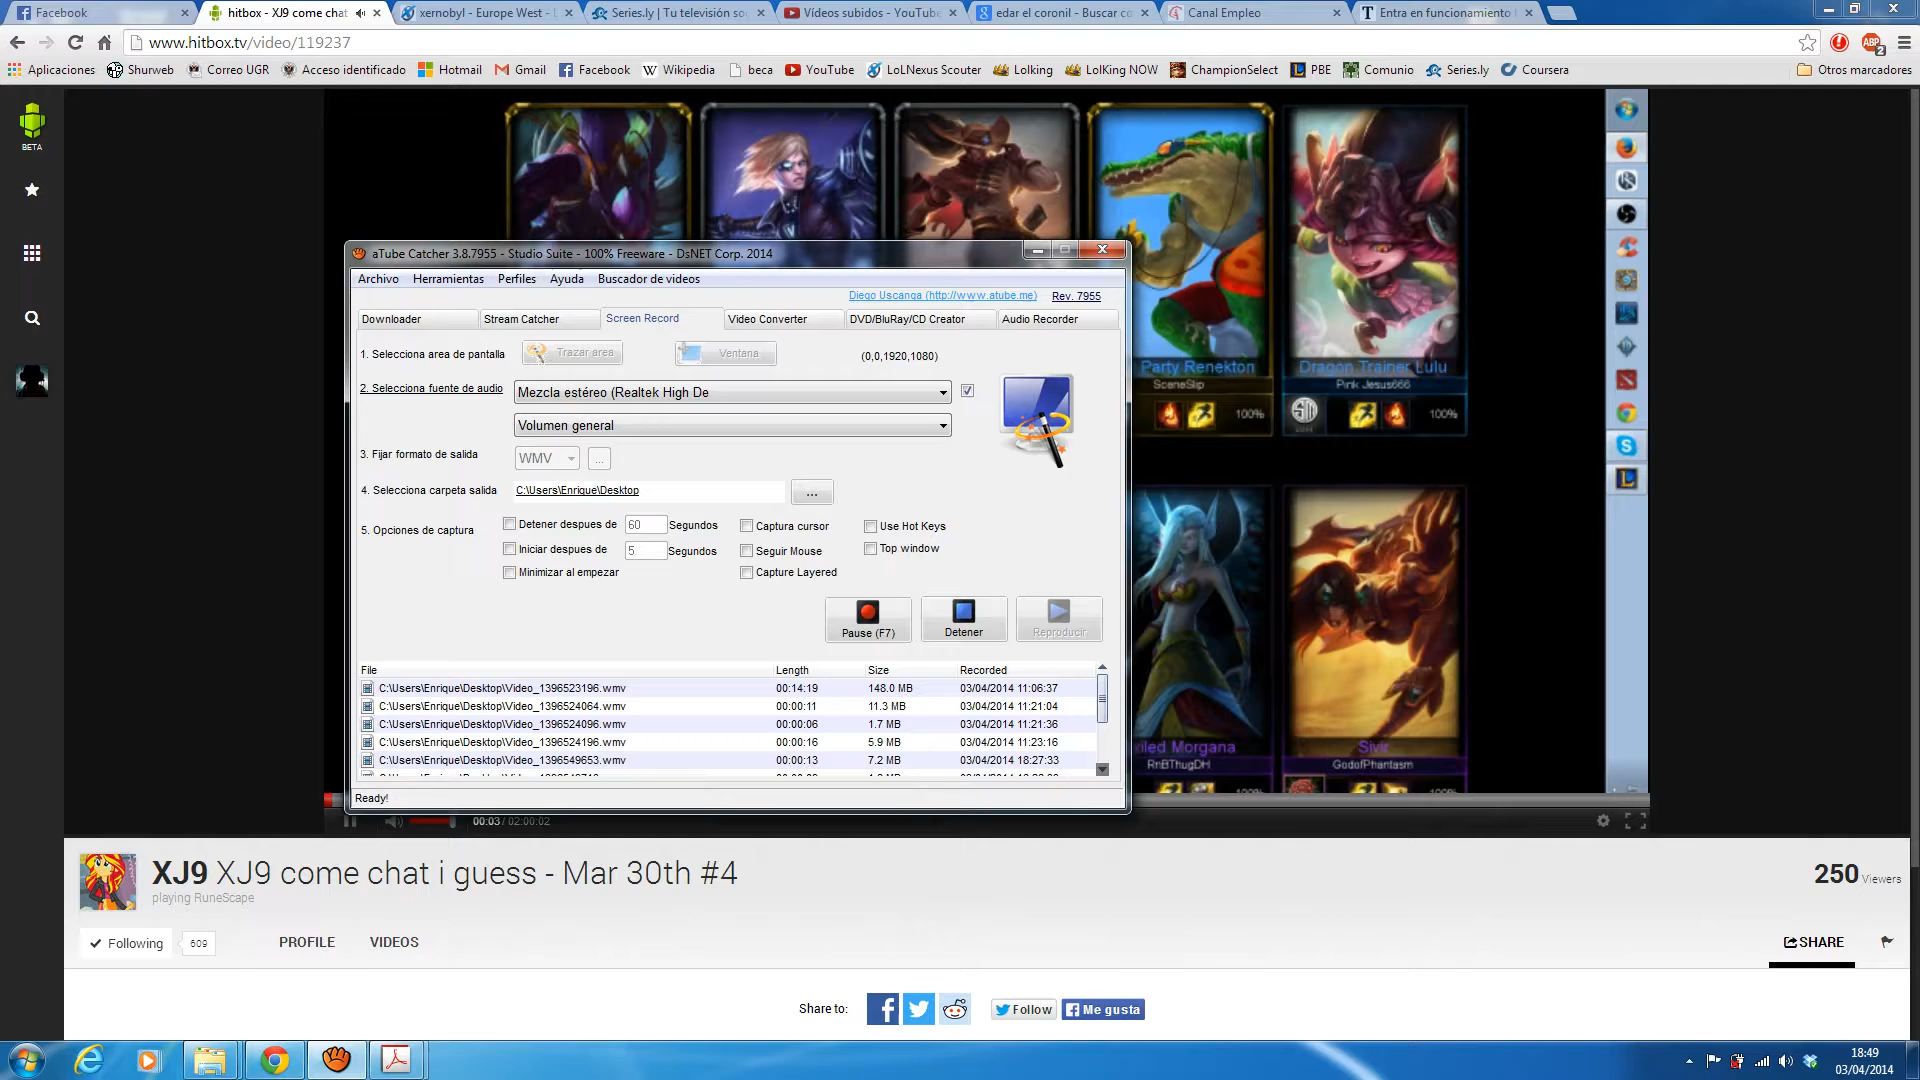 Facebook
hitbox - XJ9 come chat
xernobyl - Europe West - L
Series.ly | Tu televisión so
Vídeos subidos - YouTube
edar el coronil - Buscar co
Canal Empleo
Entra en funcionamiento
www.hitbox.tv/video/119237
ABP
2
Aplicaciones
Shurweb
Correo UGR
Acceso identificado
Hotmail
Gmail
Facebook
Wikipedia
beca
YouTube
LoLNexus Scouter
Lolking
LolKing NOW
ChampionSelect
PBE
Comunio
Series.ly
Coursera
Otros marcadores
BETA
aTube Catcher 3.8.7955 - Studio Suite - 100% Freeware - DsNET Corp. 2014
Archivo
Herramientas
Perfiles
Ayuda
Buscador de videos
Diego Uscanga (http://www.atube.me)
Rev. 7955
Downloader
Stream Catcher
Screen Record
Video Converter
DVD/BluRay/CD Creator
Audio Recorder
1. Selecciona area de pantalla
Trazar area
Ventana
(0,0,1920,1080)
2. Selecciona fuente de audio
Mezcla estéreo (Realtek High De
Volumen general
3. Fijar formato de salida
WMV
...
4. Selecciona carpeta salida
C:\Users\Enrique\Desktop
...
5. Opciones de captura
Detener despues de
60
Segundos
Captura cursor
Use Hot Keys
Iniciar despues de
5
Segundos
Seguir Mouse
Top window
Minimizar al empezar
Capture Layered
Pause (F7)
Detener
Reproducir
File
Length
Size
Recorded
C:\Users\Enrique\Desktop\Video_1396523196.wmv 00:14:19 148.0 MB 03/04/2014 11:06:37
C:\Users\Enrique\Desktop\Video_1396524064.wmv 00:00:11 11.3 MB 03/04/2014 11:21:04
C:\Users\Enrique\Desktop\Video_1396524096.wmv 00:00:06 1.7 MB 03/04/2014 11:21:36
C:\Users\Enrique\Desktop\Video_1396524196.wmv 00:00:16 5.9 MB 03/04/2014 11:23:16
C:\Users\Enrique\Desktop\Video_1396549653.wmv 00:00:13 7.2 MB 03/04/2014 18:27:33
Ready!
Party Renekton
SceneSlip
100%
Dragon Trainer Lulu
Pink Jesus666
100%
iled Morgana
RnBThugDH
100%
Sivir
GodofPhantasm
100%
00:03 / 02:00:02
XJ9 XJ9 come chat i guess - Mar 30th #4
playing RuneScape
250 Viewers
Following
609
PROFILE
VIDEOS
SHARE
Share to:
Follow
Me gusta
18:49
03/04/2014